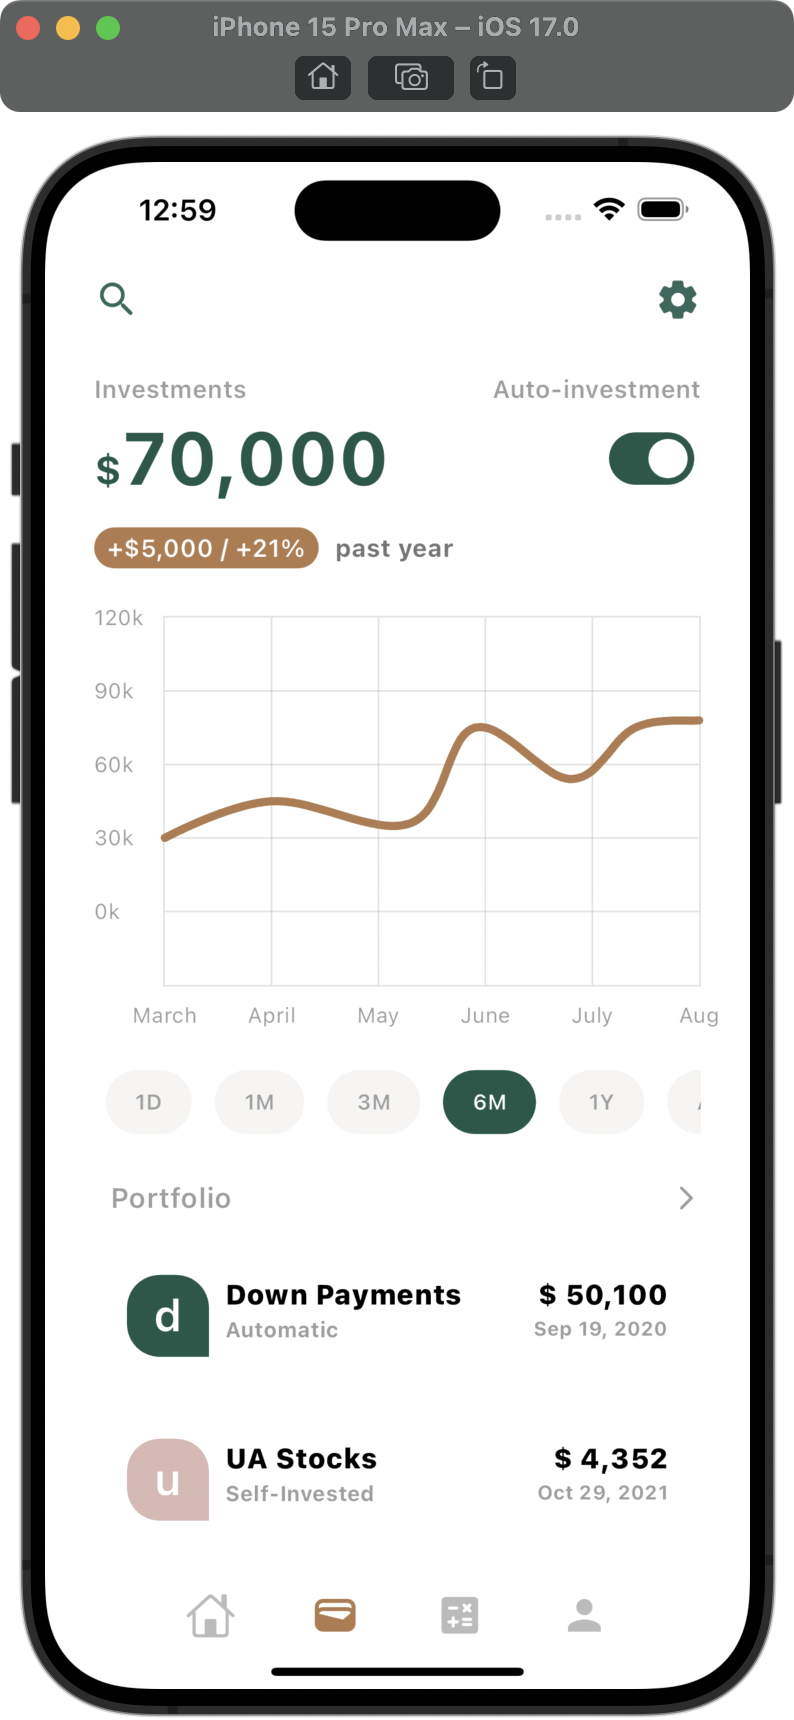 iPhone 15 Pro Max – iOS 17.0
12:59
Investments Auto-investment
$70,000
+$5,000 / +21% past year
120k
90k
60k
30k
0k
March April May June July Aug
1D 1M 3M 6M 1Y
Portfolio
d Down Payments $ 50,100
Automatic Sep 19, 2020
u UA Stocks $ 4,352
Self-Invested Oct 29, 2021